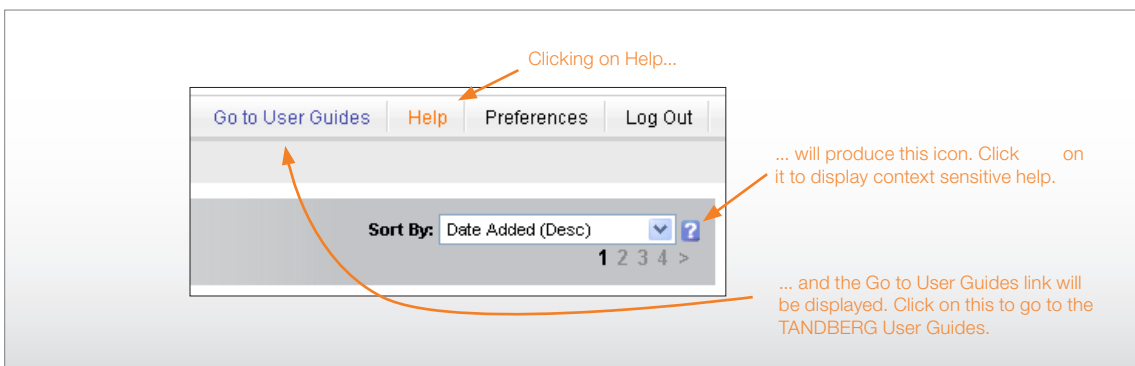 Clicking on Help...
Go to User Guides Help Preferences Log Out
... will produce this icon. Click on
it to display context sensitive help.
Sort By: Date Added (Desc) ?
1 2 3 4 >
... and the Go to User Guides link will
be displayed. Click on this to go to the
TANDBERG User Guides.